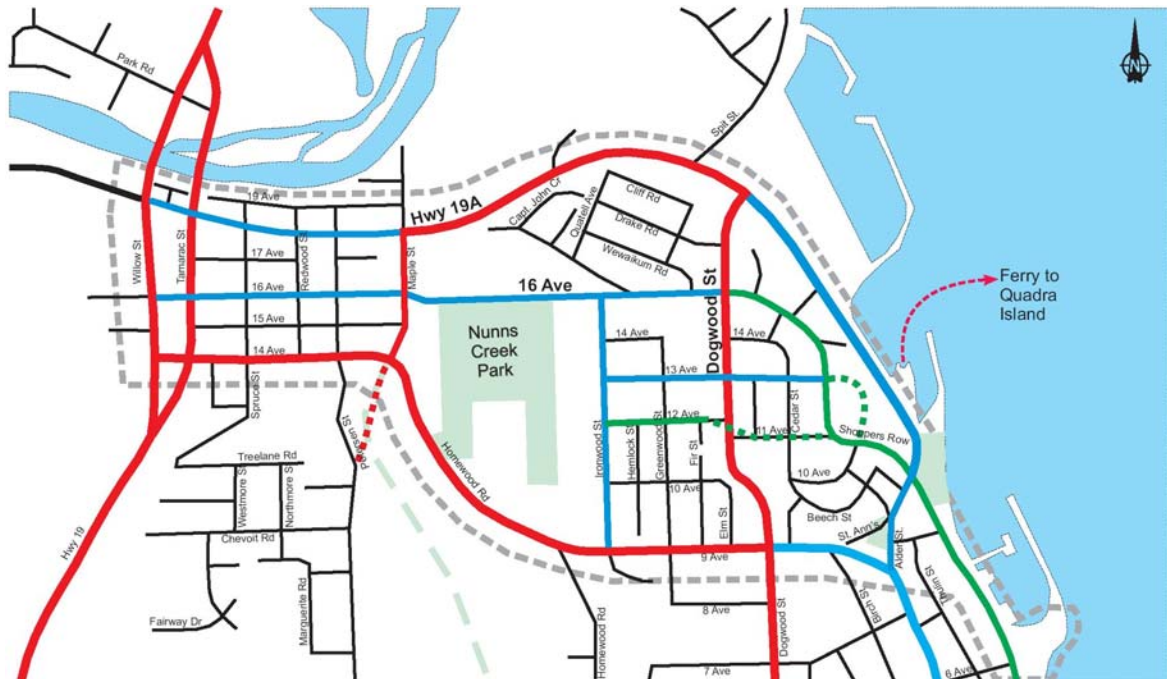 Park Rd
Spit St.
19 Ave
Capt. John Cr
Quatell Ave
Cliff Rd
Drake Rd
Wewaikum Rd
Hwy 19A
Willow St
Tamarac St
17 Ave
Redwood St
Maple St
16 Ave
16 Ave
Dogwood St
Ferry to
Quadra
Island
15 Ave
14 Ave
Nunns
Creek
Park
14 Ave
14 Ave
13 Ave
Spruce St
Cedar St
12 Ave
11 Ave
Shoppers Row
Ironwood St
Hemlock St
Greenwood St
Fir St
Homewood Rd
Treelane Rd
Westmore St
Northmore St
10 Ave
10 Ave
Elm St
Beech St
St. Ann's
Alder St.
Hwy 19
Chevoit Rd
9 Ave
Thulin St
Birch St
Marguerite Rd
Fairway Dr
8 Ave
Homewood Rd
Dogwood St
7 Ave
6 Ave